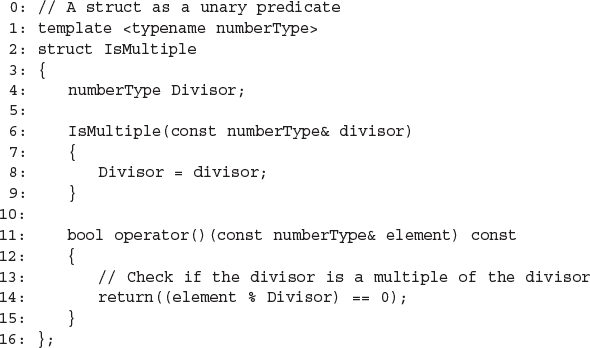 0: // A struct as a unary predicate
1: template <typename numberType>
2: struct IsMultiple
3: {
4:    numberType Divisor;
5:
6:    IsMultiple(const numberType& divisor)
7:    {
8:       Divisor = divisor;
9:    }
10:
11:    bool operator()(const numberType& element) const
12:    {
13:       // Check if the divisor is a multiple of the divisor
14:       return((element % Divisor) == 0);
15:    }
16: };